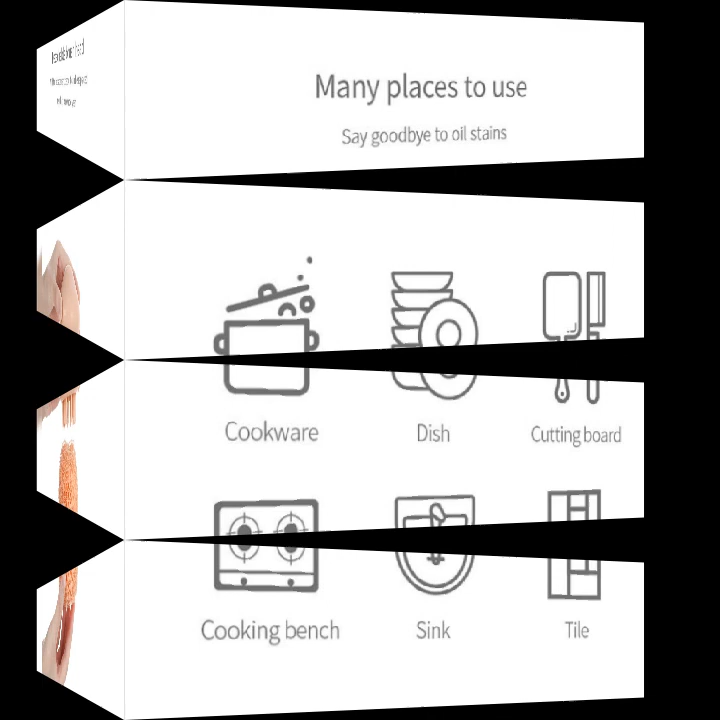 Many places to use
Say goodbye to oil stains
Cookware
Dish
Cutting board
Cooking bench
Sink
Tile